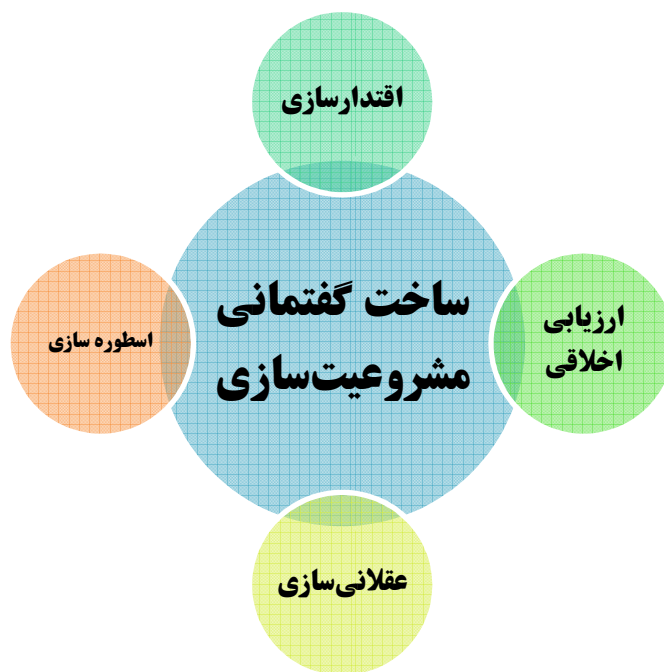 اقتدارسازی
ساخت گفتمانی
مشروعیت‌سازی
ارزیابی
اخلاقی
اسطوره سازی
عقلانی‌سازی